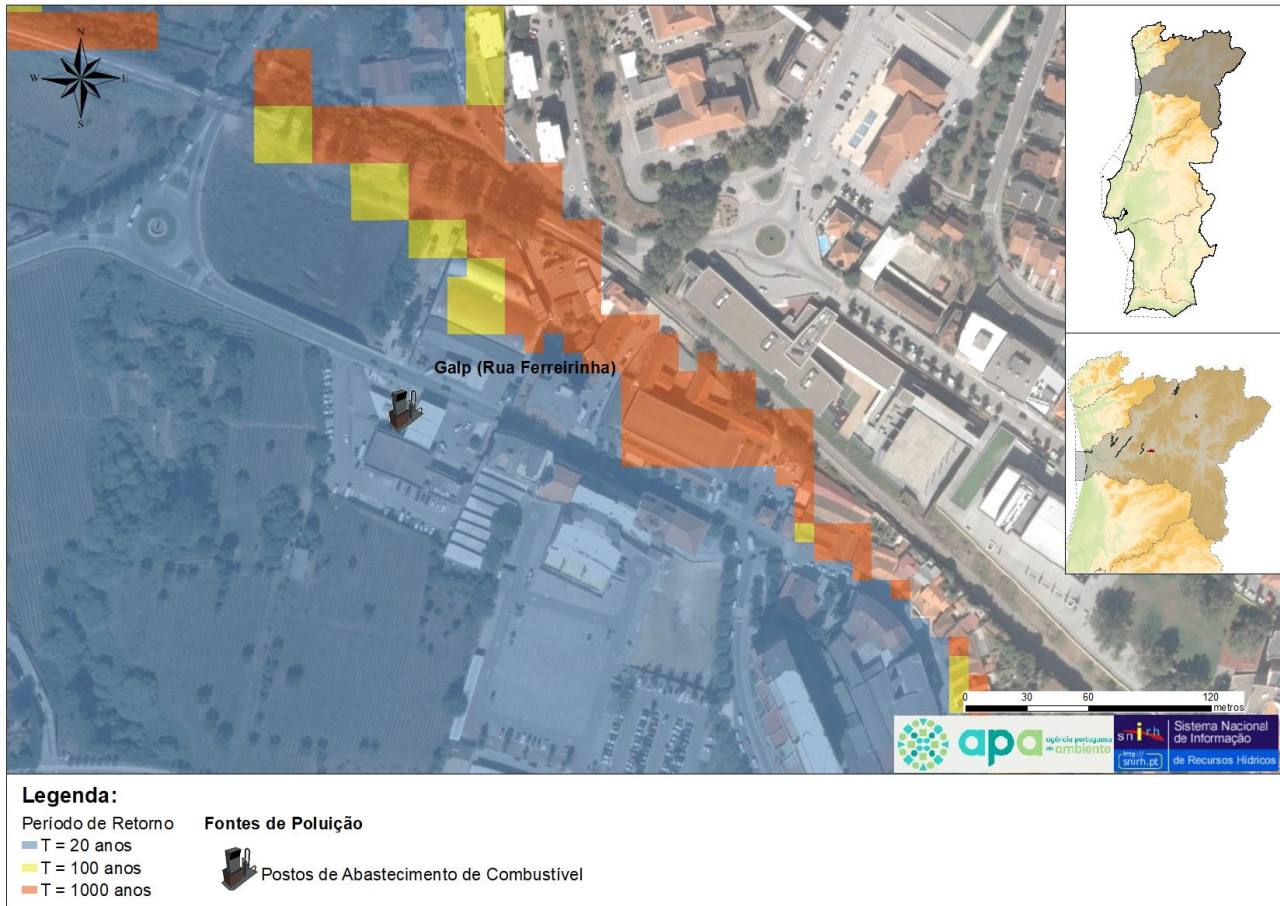 N
W E
S
Galp (Rua Ferreirinha)
0 30 60 120
metros
apa agência portuguesa
do ambiente
snirh
http://
snirh.pt
Sistema Nacional
de Informação
de Recursos Hídricos
Legenda:
Período de Retorno
T = 20 anos
T = 100 anos
T = 1000 anos
Fontes de Poluição
Postos de Abastecimento de Combustível